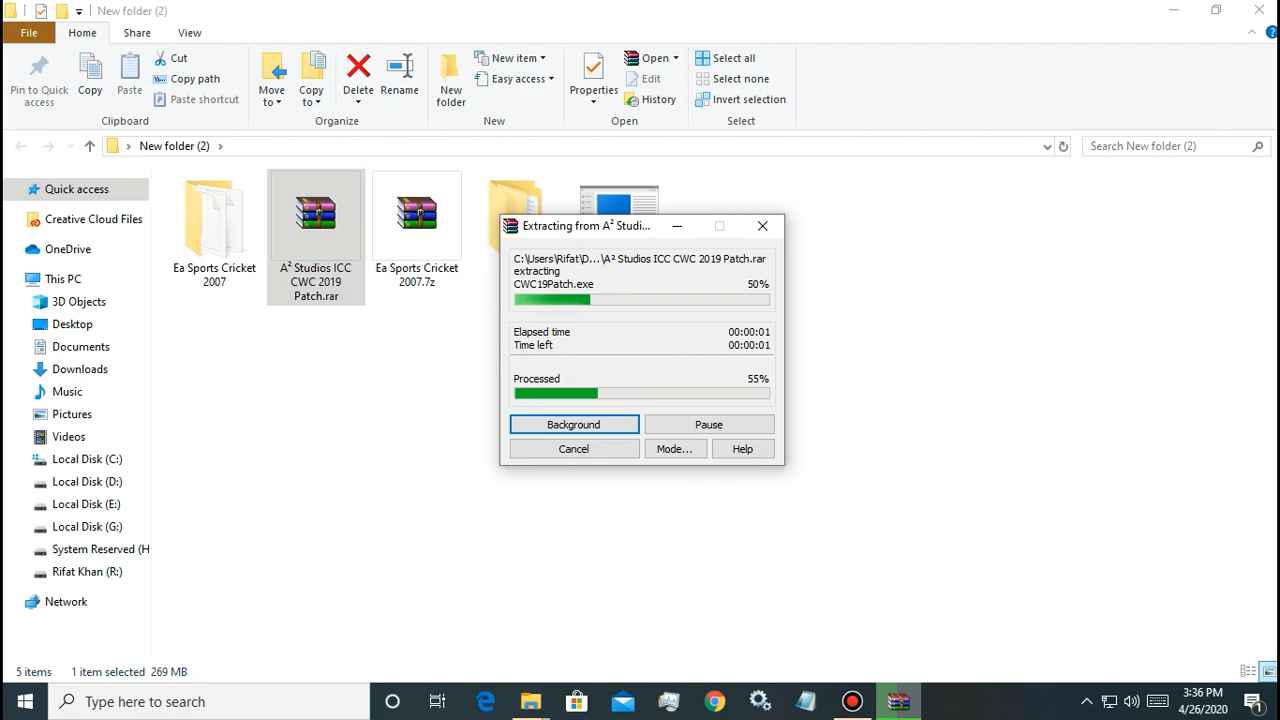 New folder (2)
File
Home
Share
View
Pin to Quick
access
Copy
Paste
Cut
Copy path
Paste shortcut
Clipboard
Move
to
Copy
to
Delete
Rename
Organize
New
folder
New item
Easy access
New
Properties
Open
Edit
History
Open
Select all
Select none
Invert selection
Select
New folder (2)
Search New folder (2)
Quick access
Creative Cloud Files
OneDrive
This PC
3D Objects
Desktop
Documents
Downloads
Music
Pictures
Videos
Local Disk (C:)
Local Disk (D:)
Local Disk (E:)
Local Disk (G:)
System Reserved (H
Rifat Khan (R:)
Network
Ea Sports Cricket
2007
A² Studios ICC
CWC 2019
Patch.rar
Ea Sports Cricket
2007.7z
Extracting from A² Studi...
C:\Users\Rifat\D...\A² Studios ICC CWC 2019 Patch.rar
extracting
CWC19Patch.exe 50%
Elapsed time 00:00:01
Time left 00:00:01
Processed 55%
Background
Pause
Cancel
Mode...
Help
5 items 1 item selected 269 MB
Type here to search
3:36 PM
4/26/2020
1